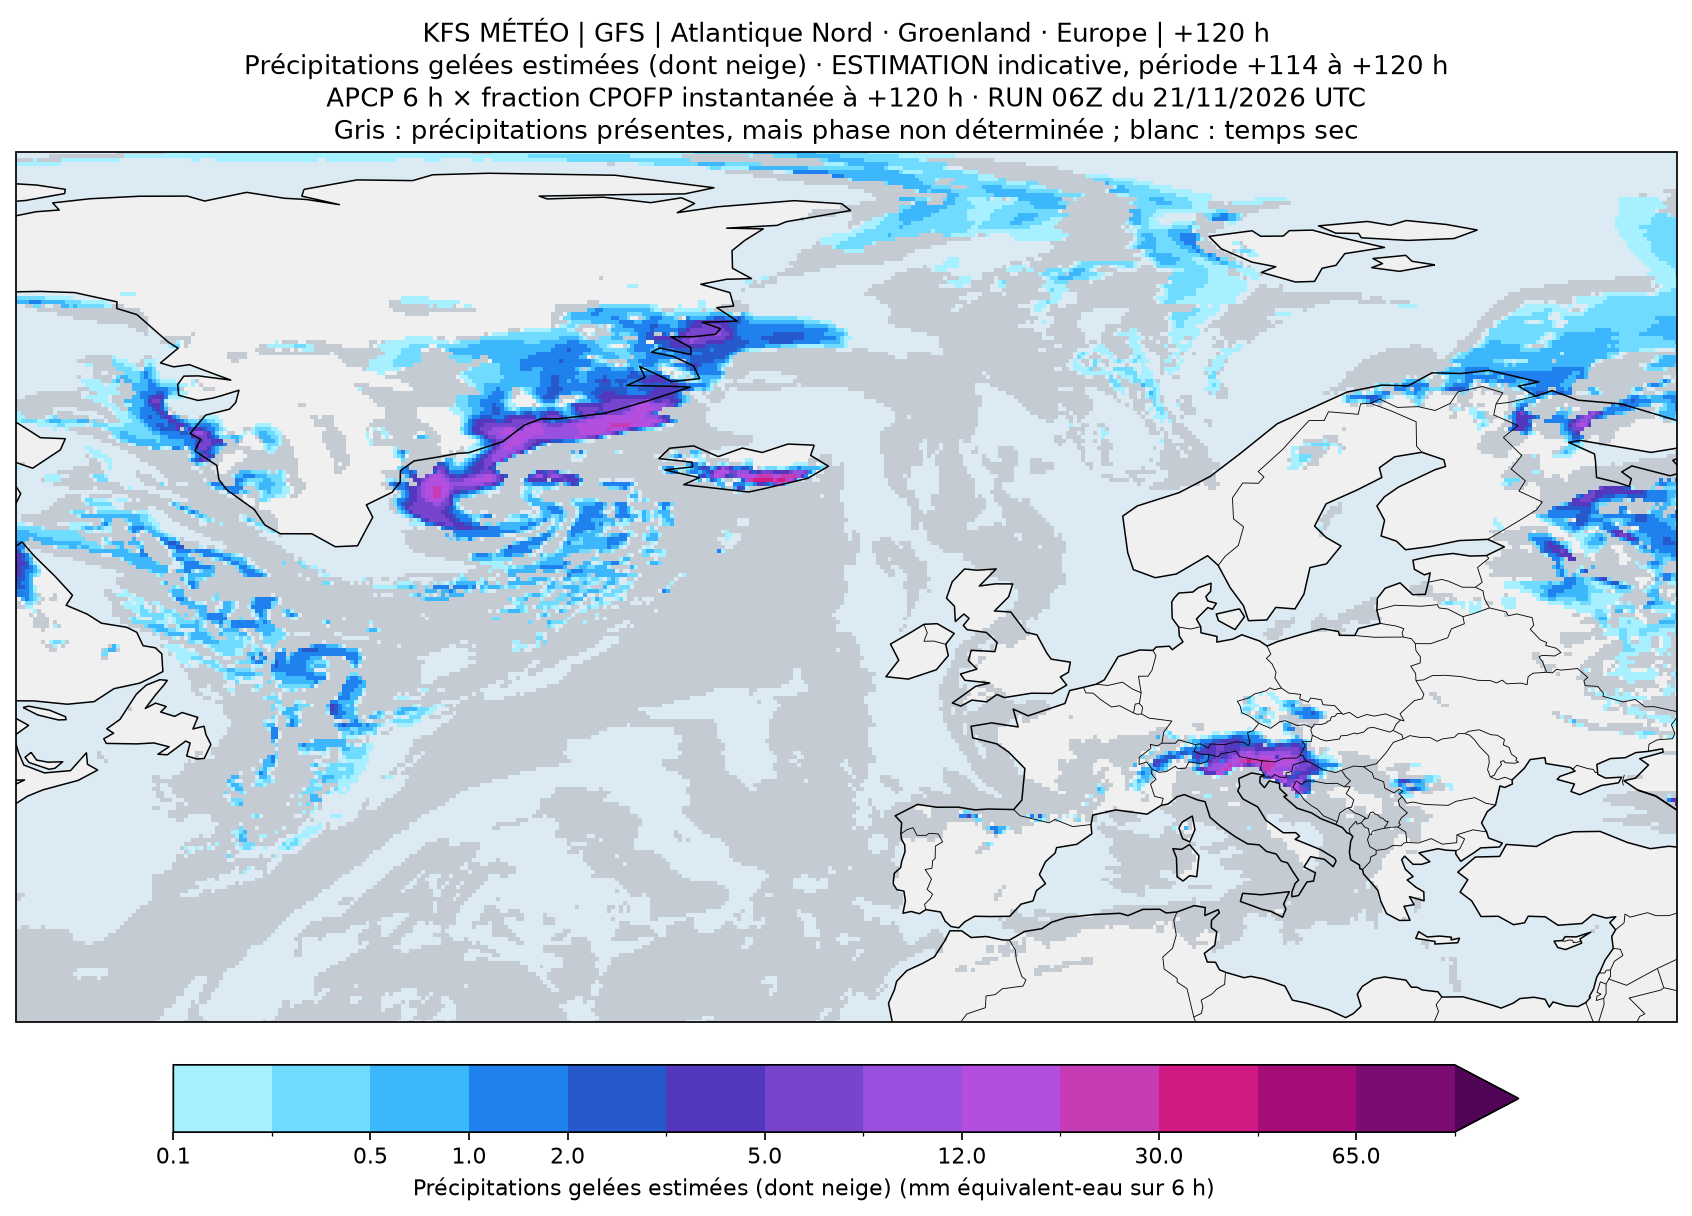 KFS MÉTÉO | GFS | Atlantique Nord · Groenland · Europe | +120 h
Précipitations gelées estimées (dont neige) · ESTIMATION indicative, période +114 à +120 h
APCP 6 h × fraction CPOFP instantanée à +120 h · RUN 06Z du 21/11/2026 UTC
Gris : précipitations présentes, mais phase non déterminée ; blanc : temps sec
0.1 0.5 1.0 2.0 5.0 12.0 30.0 65.0
Précipitations gelées estimées (dont neige) (mm équivalent-eau sur 6 h)